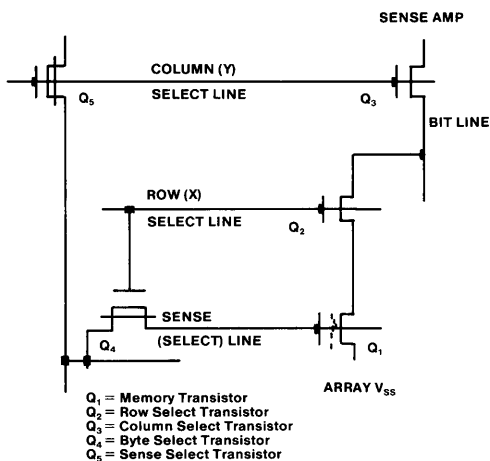 SENSE AMP
COLUMN (Y)
SELECT LINE
Q5
Q3
BIT LINE
ROW (X)
SELECT LINE
Q2
SENSE
(SELECT) LINE
Q4
Q1
ARRAY VSS
Q1 = Memory Transistor
Q2 = Row Select Transistor
Q3 = Column Select Transistor
Q4 = Byte Select Transistor
Q5 = Sense Select Transistor